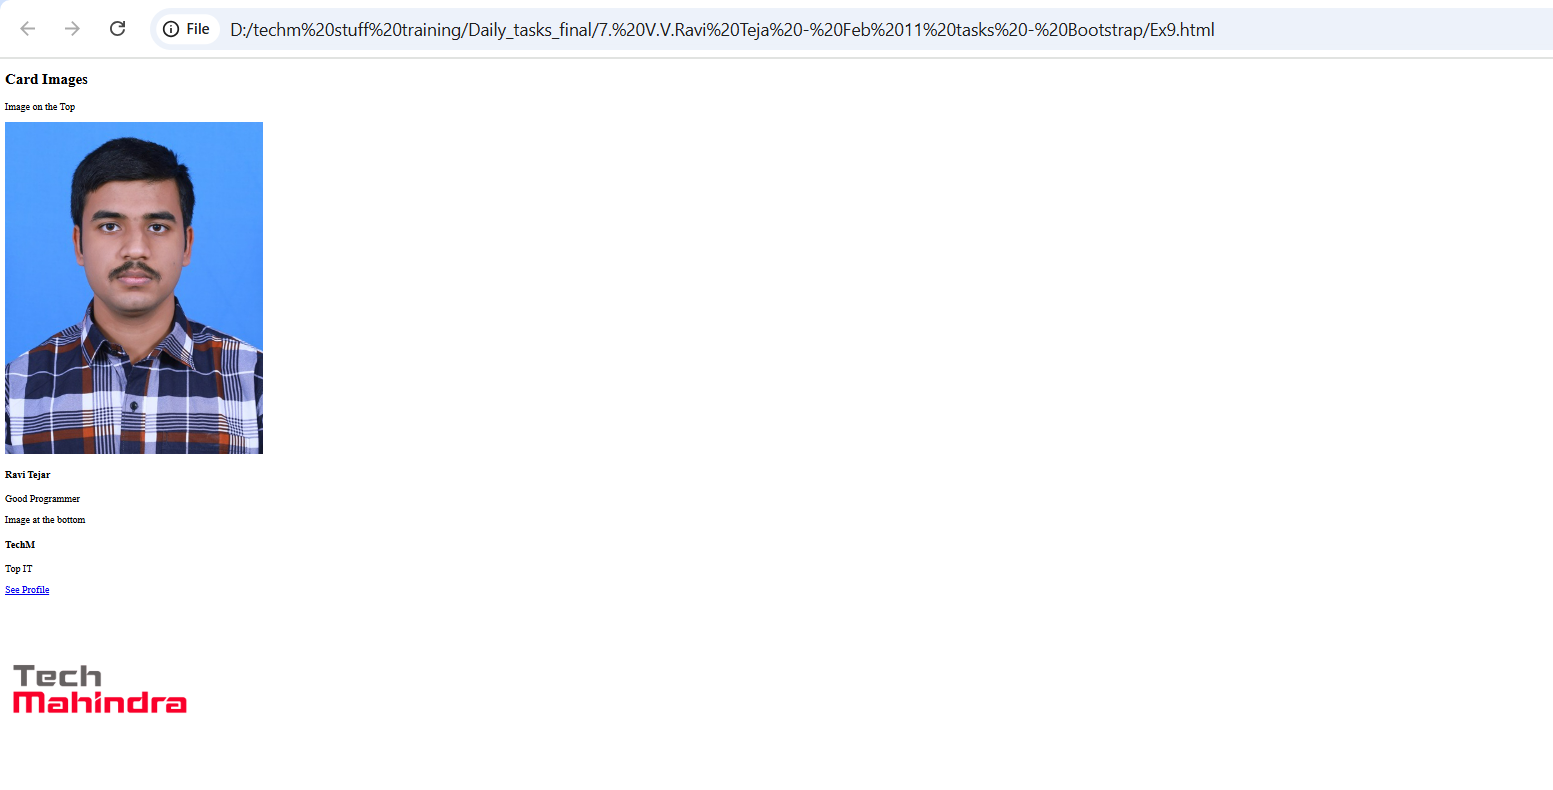 File
D:/techm%20stuff%20training/Daily_tasks_final/7.%20V.V.Ravi%20Teja%20-%20Feb%2011%20tasks%20-%20Bootstrap/Ex9.html
Card Images
Image on the Top
Ravi Tejar
Good Programmer
Image at the bottom
TechM
Top IT
See Profile
Tech
Mahindra